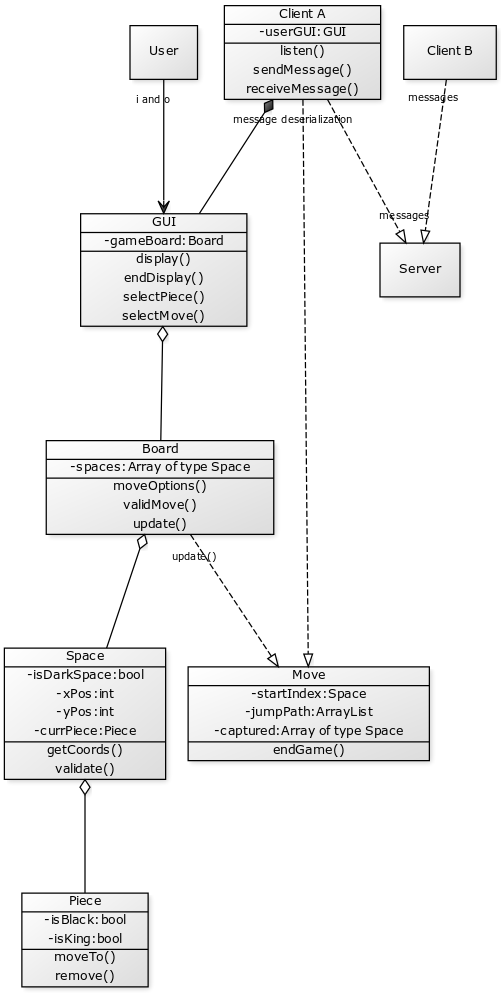 Client A
-userGUI:GUI
listen()
sendMessage()
receiveMessage()
User
Client B
i and o
messages
message deserialization
messages
GUI
-gameBoard:Board
display()
endDisplay()
selectPiece()
selectMove()
Server
Board
-spaces:Array of type Space
moveOptions()
validMove()
update()
update()
Space
-isDarkSpace:bool
-xPos:int
-yPos:int
-currPiece:Piece
getCoords()
validate()
Move
-startIndex:Space
-jumpPath:ArrayList
-captured:Array of type Space
endGame()
Piece
-isBlack:bool
-isKing:bool
moveTo()
remove()